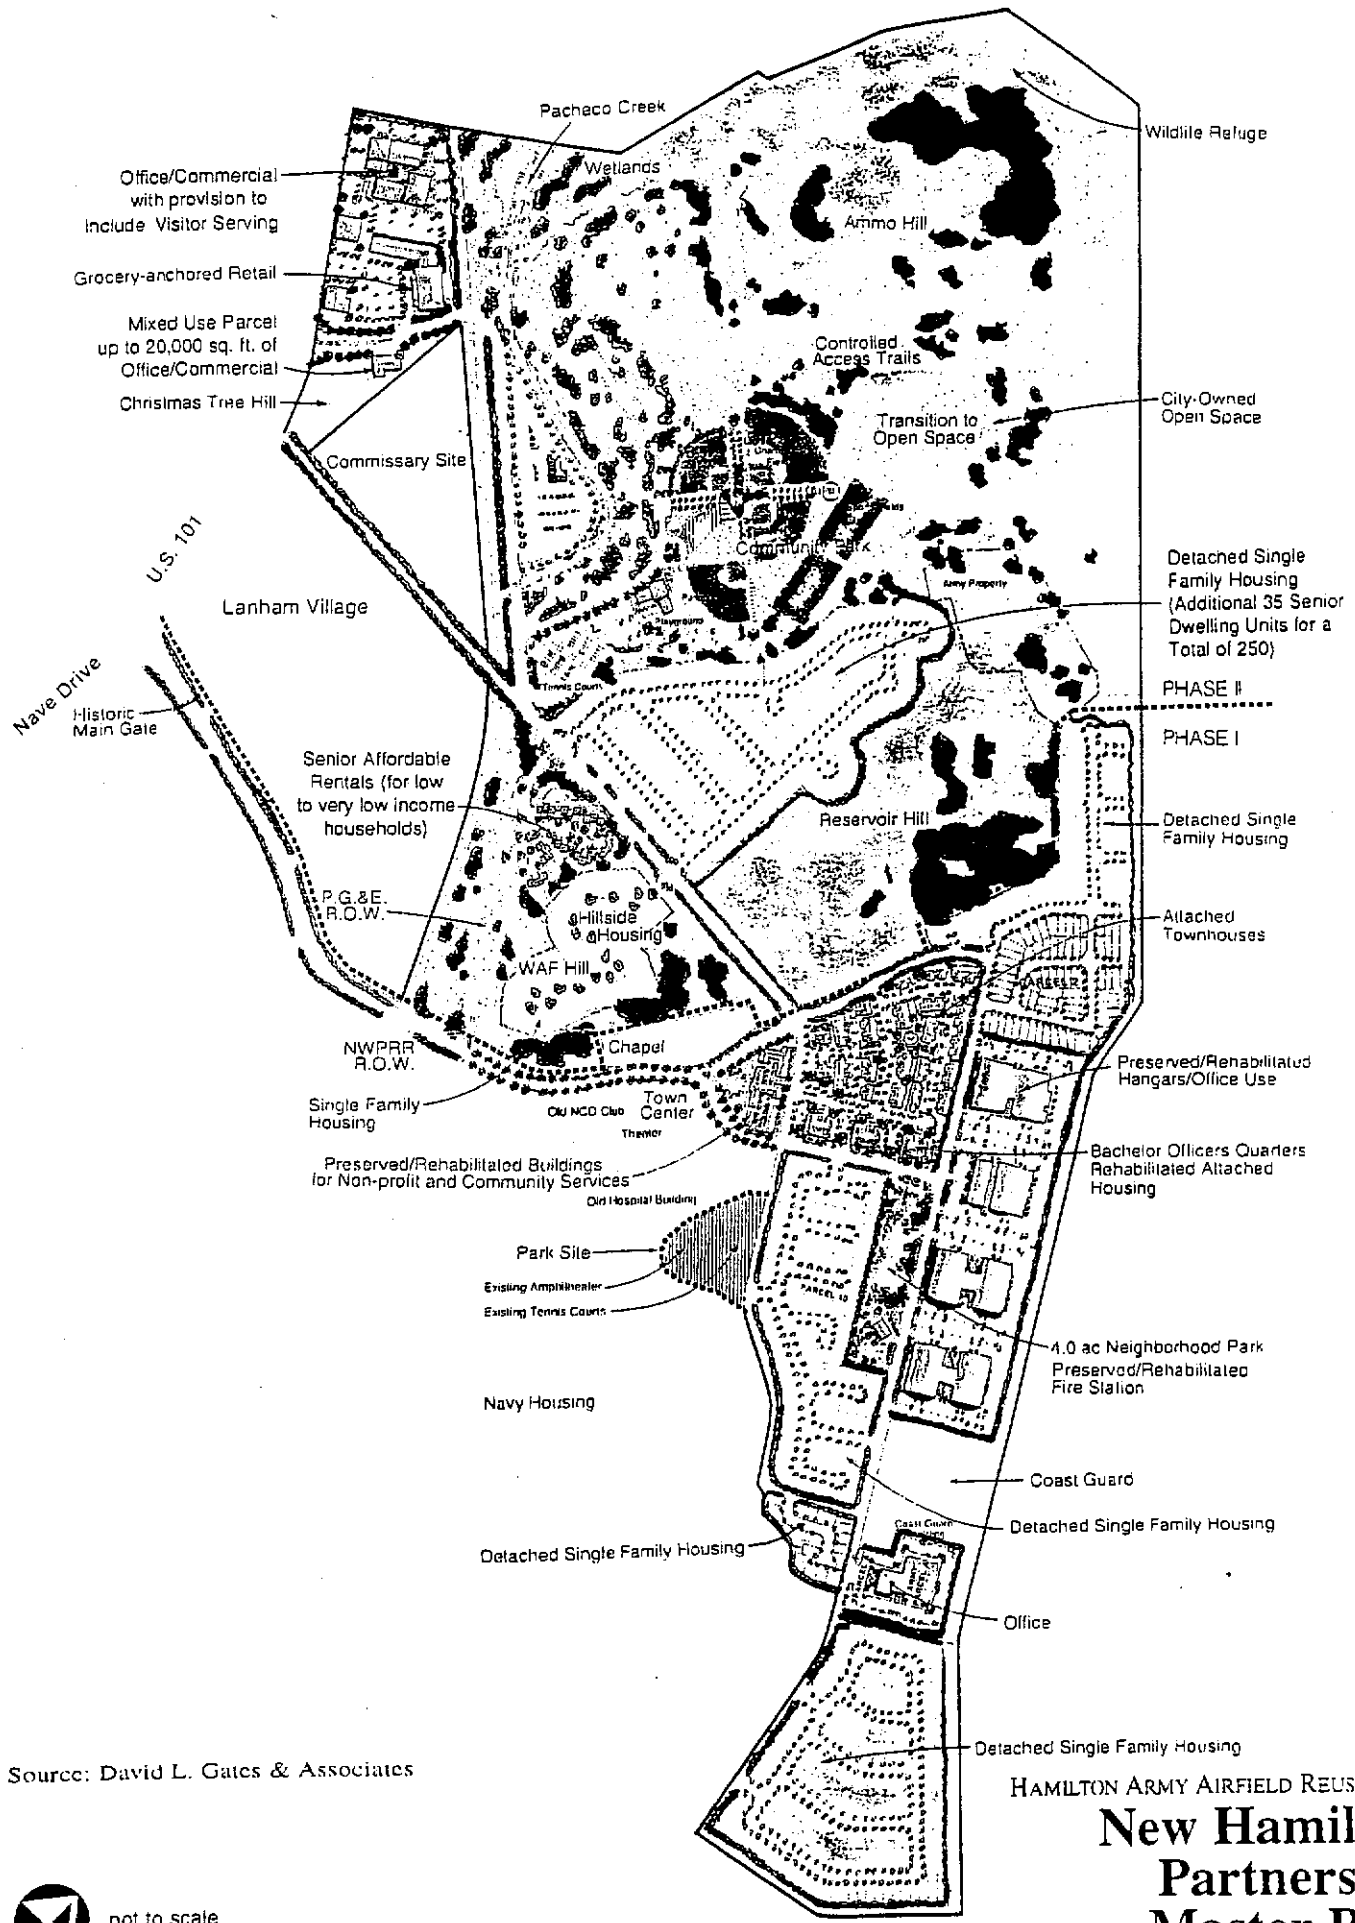 Pacheco Creek
Wildlife Refuge
Wetlands
Office/Commercial
with provision to
Include Visitor Serving
Ammo Hill
Grocery-anchored Retail
Mixed Use Parcel
up to 20,000 sq. ft. of
Office/Commercial
Controlled
Access Trails
Christmas Tree Hill
City-Owned
Open Space
Transition to
Open Space
Commissary Site
U.S. 101
Community Park
Detached Single
Family Housing
(Additional 35 Senior
Dwelling Units for a
Total of 250)
Army Property
Lanham Village
Playground
Nave Drive
Historic
Main Gate
Tennis Courts
PHASE II
PHASE I
Senior Affordable
Rentals (for low
to very low income
households)
Reservoir Hill
Detached Single
Family Housing
P.G.&E.
R.O.W.
Hillside
Housing
WAF Hill
Attached
Townhouses
NWPRR
R.O.W.
Chapel
Preserved/Rehabilitated
Hangars/Office Use
Single Family
Housing
Old NCO Club
Town
Center
Theater
Preserved/Rehabilitated Buildings
for Non-profit and Community Services
Bachelor Officers Quarters
Rehabilitated Attached
Housing
Old Hospital Building
Park Site
Existing Amphitheater
Existing Tennis Courts
PARCEL 10
4.0 ac Neighborhood Park
Preserved/Rehabilitated
Fire Station
Navy Housing
Coast Guard
Coast Guard
Detached Single Family Housing
Detached Single Family Housing
Office
Detached Single Family Housing
Source: David L. Gates & Associates
HAMILTON ARMY AIRFIELD REUS
New Hamil
Partners
Master P
not to scale